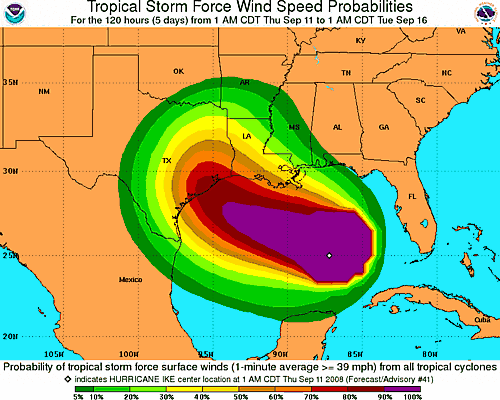 Tropical Storm Force Wind Speed Probabilities
For the 120 hours (5 days) from 1 AM CDT Thu Sep 11 to 1 AM CDT Tue Sep 16
NOAA
KY
VA
35N
OK
TN
NC
NM
SC
MS
AL
GA
LA
30N
TX
FL
25N
Mexico
Cuba
20N
105W
100W
95W
90W
85W
80W
Probability of tropical storm force surface winds (1-minute average >= 39 mph) from all tropical cyclones
indicates HURRICANE IKE center location at 1 AM CDT Thu Sep 11 2008 (Forecast/Advisory #41)
5% 10% 20% 30% 40% 50% 60% 70% 80% 90% 100%